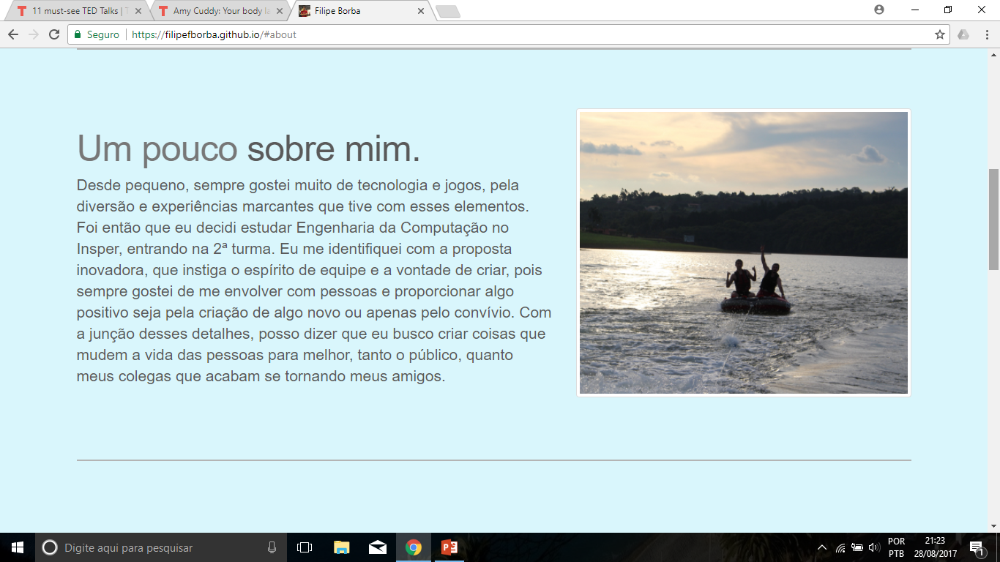 11 must-see TED Talks | T
Amy Cuddy: Your body la
Filipe Borba
Seguro
https://filipefborba.github.io/#about
Um pouco sobre mim.
Desde pequeno, sempre gostei muito de tecnologia e jogos, pela
diversão e experiências marcantes que tive com esses elementos.
Foi então que eu decidi estudar Engenharia da Computação no
Insper, entrando na 2ª turma. Eu me identifiquei com a proposta
inovadora, que instiga o espírito de equipe e a vontade de criar, pois
sempre gostei de me envolver com pessoas e proporcionar algo
positivo seja pela criação de algo novo ou apenas pelo convívio. Com
a junção desses detalhes, posso dizer que eu busco criar coisas que
mudem a vida das pessoas para melhor, tanto o público, quanto
meus colegas que acabam se tornando meus amigos.
Digite aqui para pesquisar
POR
PTB
21:23
28/08/2017
1